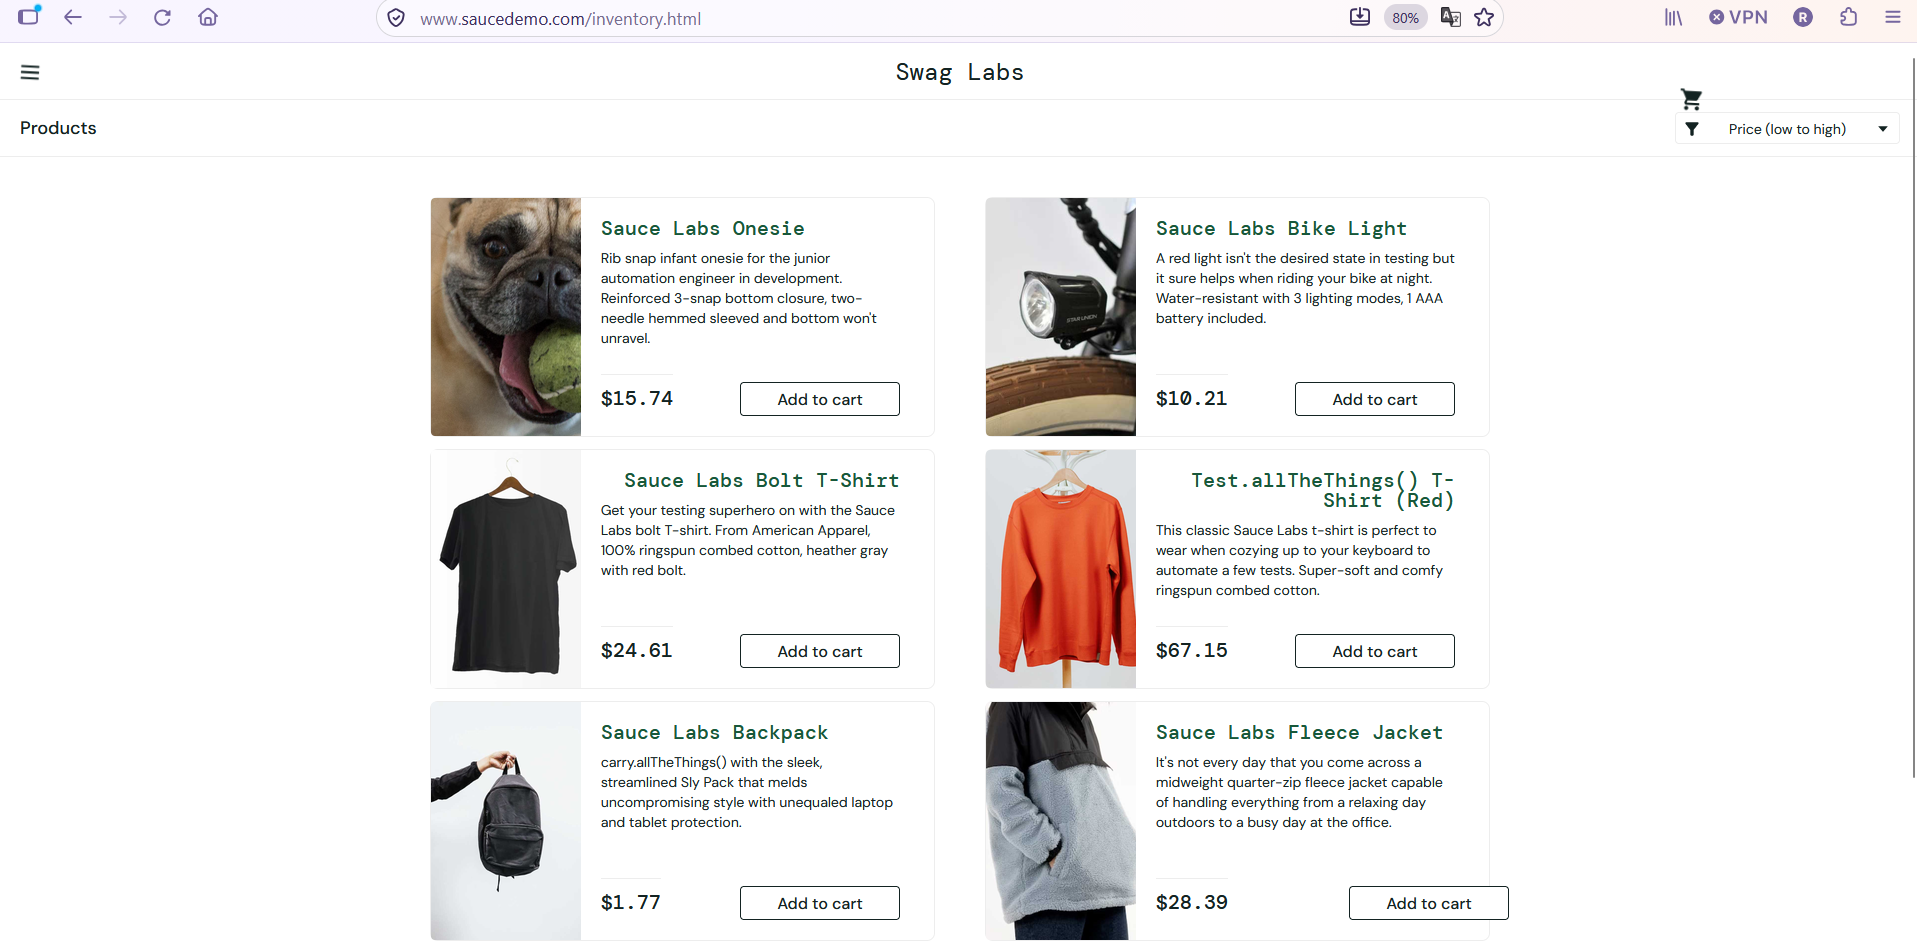 www.saucedemo.com/inventory.html
80%
VPN
R
Swag Labs
Products
Price (low to high)
Sauce Labs Onesie
Rib snap infant onesie for the junior
automation engineer in development.
Reinforced 3-snap bottom closure, two-
needle hemmed sleeved and bottom won't
unravel.
$15.74
Add to cart
Sauce Labs Bike Light
A red light isn't the desired state in testing but
it sure helps when riding your bike at night.
Water-resistant with 3 lighting modes, 1 AAA
battery included.
STAR UNION
$10.21
Add to cart
Sauce Labs Bolt T-Shirt
Get your testing superhero on with the Sauce
Labs bolt T-shirt. From American Apparel,
100% ringspun combed cotton, heather gray
with red bolt.
$24.61
Add to cart
Test.allTheThings() T-
Shirt (Red)
This classic Sauce Labs t-shirt is perfect to
wear when cozying up to your keyboard to
automate a few tests. Super-soft and comfy
ringspun combed cotton.
$67.15
Add to cart
Sauce Labs Backpack
carry.allTheThings() with the sleek,
streamlined Sly Pack that melds
uncompromising style with unequaled laptop
and tablet protection.
$1.77
Add to cart
Sauce Labs Fleece Jacket
It's not every day that you come across a
midweight quarter-zip fleece jacket capable
of handling everything from a relaxing day
outdoors to a busy day at the office.
$28.39
Add to cart